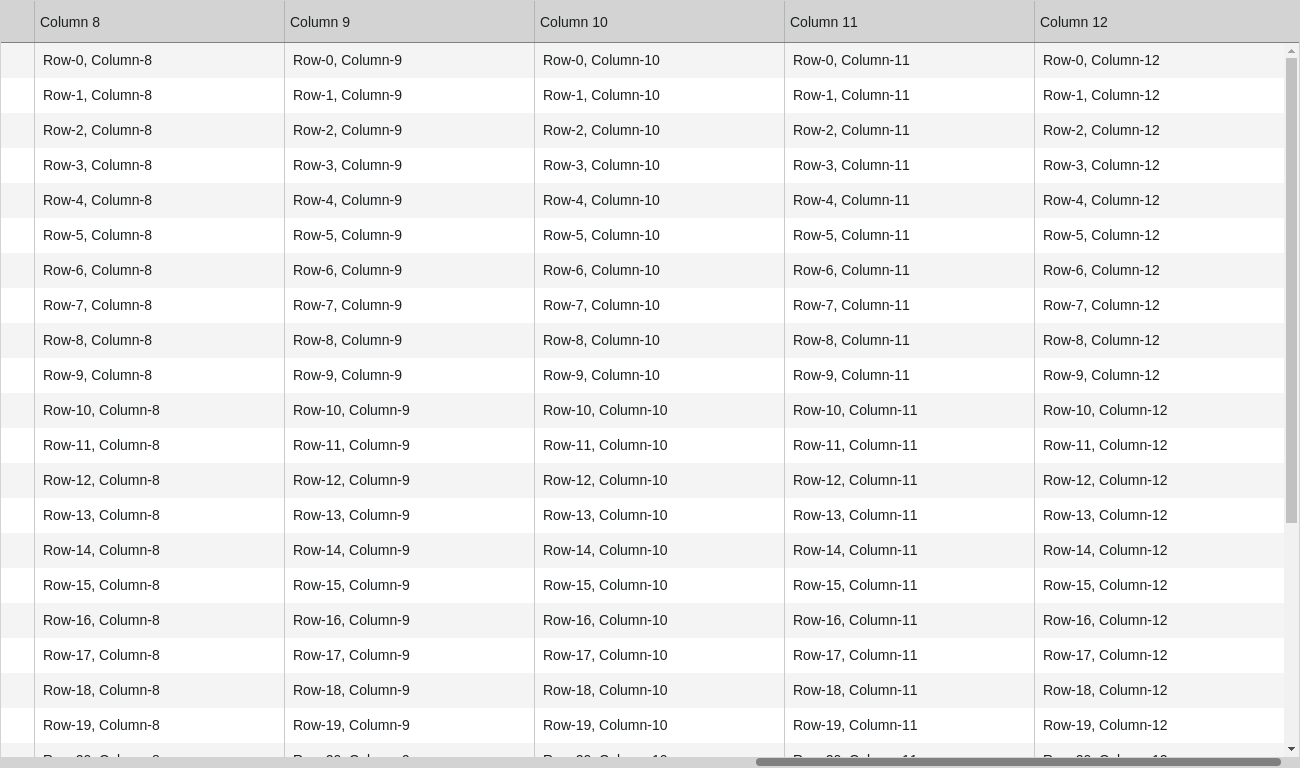 Column 8 Column 9 Column 10 Column 11 Column 12
Row-0, Column-8 Row-0, Column-9 Row-0, Column-10 Row-0, Column-11 Row-0, Column-12
Row-1, Column-8 Row-1, Column-9 Row-1, Column-10 Row-1, Column-11 Row-1, Column-12
Row-2, Column-8 Row-2, Column-9 Row-2, Column-10 Row-2, Column-11 Row-2, Column-12
Row-3, Column-8 Row-3, Column-9 Row-3, Column-10 Row-3, Column-11 Row-3, Column-12
Row-4, Column-8 Row-4, Column-9 Row-4, Column-10 Row-4, Column-11 Row-4, Column-12
Row-5, Column-8 Row-5, Column-9 Row-5, Column-10 Row-5, Column-11 Row-5, Column-12
Row-6, Column-8 Row-6, Column-9 Row-6, Column-10 Row-6, Column-11 Row-6, Column-12
Row-7, Column-8 Row-7, Column-9 Row-7, Column-10 Row-7, Column-11 Row-7, Column-12
Row-8, Column-8 Row-8, Column-9 Row-8, Column-10 Row-8, Column-11 Row-8, Column-12
Row-9, Column-8 Row-9, Column-9 Row-9, Column-10 Row-9, Column-11 Row-9, Column-12
Row-10, Column-8 Row-10, Column-9 Row-10, Column-10 Row-10, Column-11 Row-10, Column-12
Row-11, Column-8 Row-11, Column-9 Row-11, Column-10 Row-11, Column-11 Row-11, Column-12
Row-12, Column-8 Row-12, Column-9 Row-12, Column-10 Row-12, Column-11 Row-12, Column-12
Row-13, Column-8 Row-13, Column-9 Row-13, Column-10 Row-13, Column-11 Row-13, Column-12
Row-14, Column-8 Row-14, Column-9 Row-14, Column-10 Row-14, Column-11 Row-14, Column-12
Row-15, Column-8 Row-15, Column-9 Row-15, Column-10 Row-15, Column-11 Row-15, Column-12
Row-16, Column-8 Row-16, Column-9 Row-16, Column-10 Row-16, Column-11 Row-16, Column-12
Row-17, Column-8 Row-17, Column-9 Row-17, Column-10 Row-17, Column-11 Row-17, Column-12
Row-18, Column-8 Row-18, Column-9 Row-18, Column-10 Row-18, Column-11 Row-18, Column-12
Row-19, Column-8 Row-19, Column-9 Row-19, Column-10 Row-19, Column-11 Row-19, Column-12